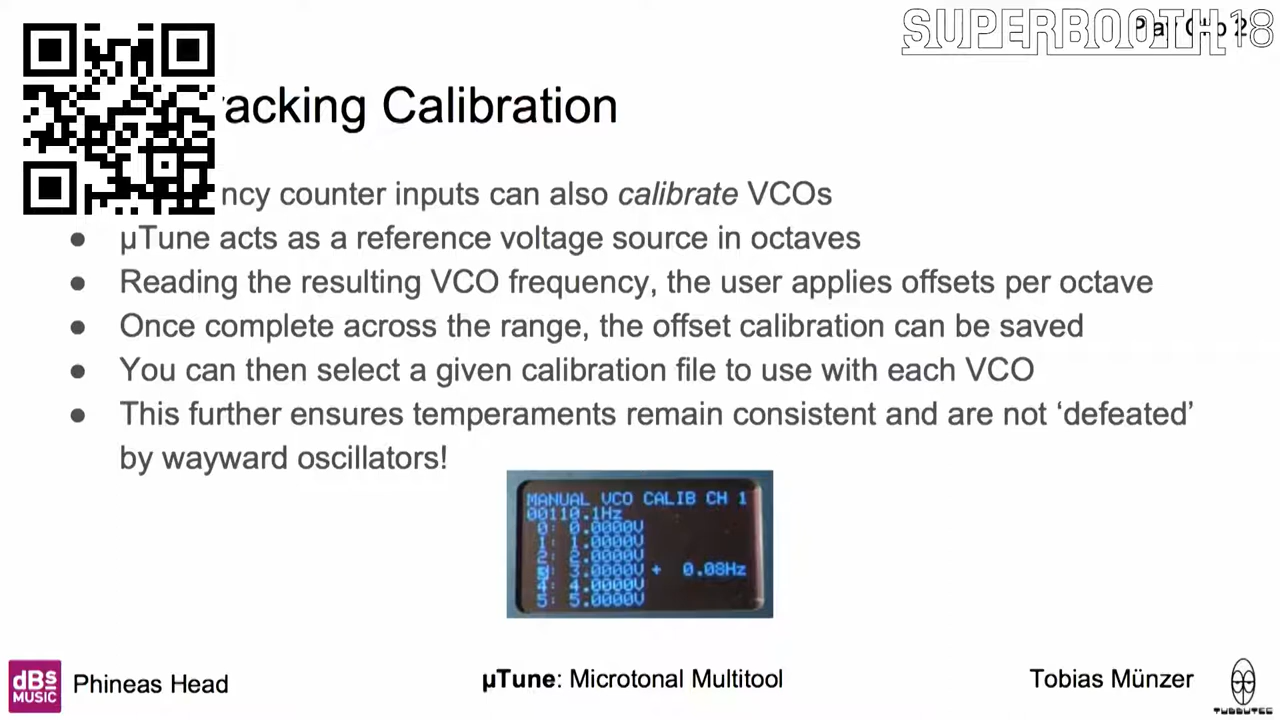 SUPERBOOTH18
acking Calibration
ncy counter inputs can also calibrate VCOs
● µTune acts as a reference voltage source in octaves
● Reading the resulting VCO frequency, the user applies offsets per octave
● Once complete across the range, the offset calibration can be saved
● You can then select a given calibration file to use with each VCO
● This further ensures temperaments remain consistent and are not ‘defeated’
by wayward oscillators!
MANUAL VCO CALIB CH 1
00110.1Hz
0: 0.0000V
1: 1.0000V
2: 2.0000V
3: 3.0000V + 0.08Hz
4: 4.0000V
5: 5.0000V
dBs
MUSIC
Phineas Head
µTune: Microtonal Multitool
Tobias Münzer
TUBBUTEC